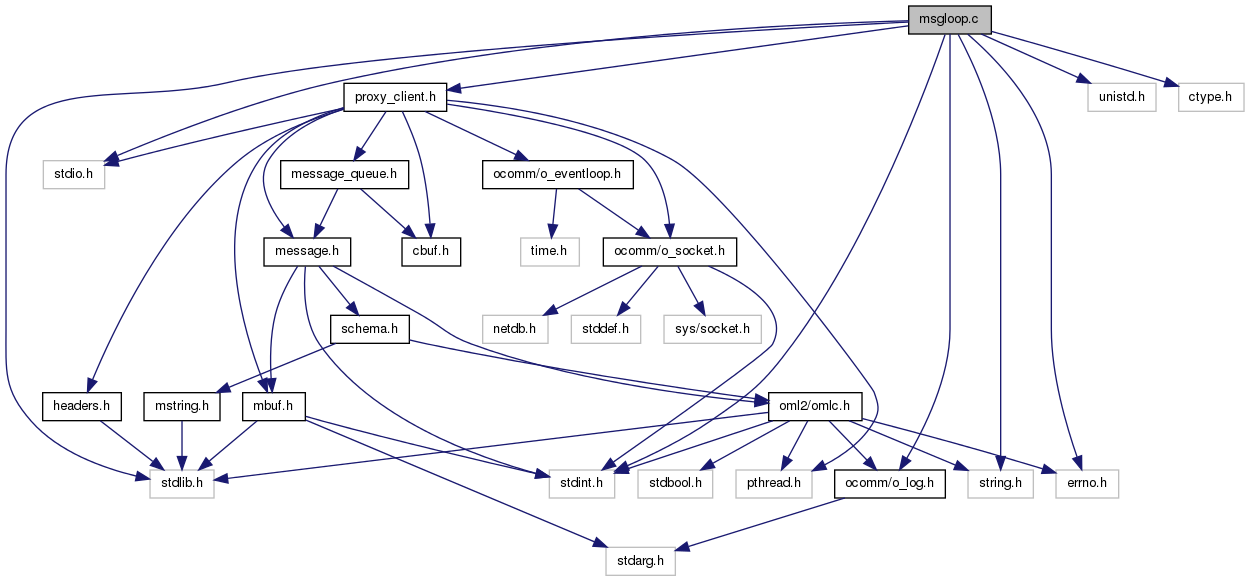 msgloop.c
proxy_client.h
unistd.h
ctype.h
stdio.h
message_queue.h
ocomm/o_eventloop.h
message.h
cbuf.h
time.h
ocomm/o_socket.h
schema.h
netdb.h
stddef.h
sys/socket.h
headers.h
mstring.h
mbuf.h
oml2/omlc.h
stdlib.h
stdint.h
stdbool.h
pthread.h
ocomm/o_log.h
string.h
errno.h
stdarg.h